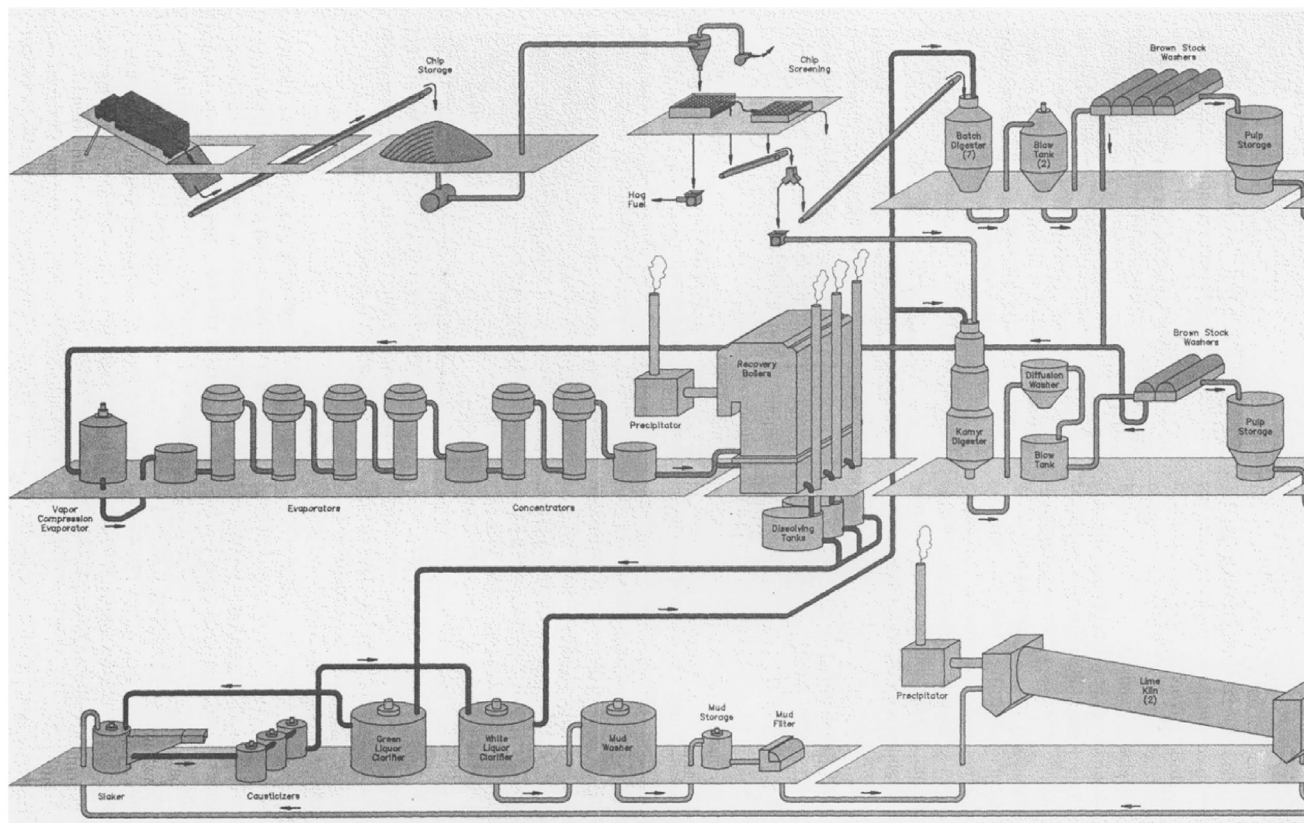 Chip
Storage
Chip
Screening
Brown Stock
Washers
Batch
Digester
(7)
Blow
Tank
(2)
Pulp
Storage
Hog
Fuel
Recovery
Boilers
Precipitator
Brown Stock
Washers
Diffusion
Washer
Kamyr
Digester
Blow
Tank
Pulp
Storage
Vapor
Compression
Evaporator
Evaporators
Concentrators
Dissolving
Tanks
Precipitator
Lime
Kiln
(2)
Green
Liquor
Clarifier
White
Liquor
Clarifier
Mud
Washer
Mud
Storage
Mud
Filter
Slaker
Causticizers